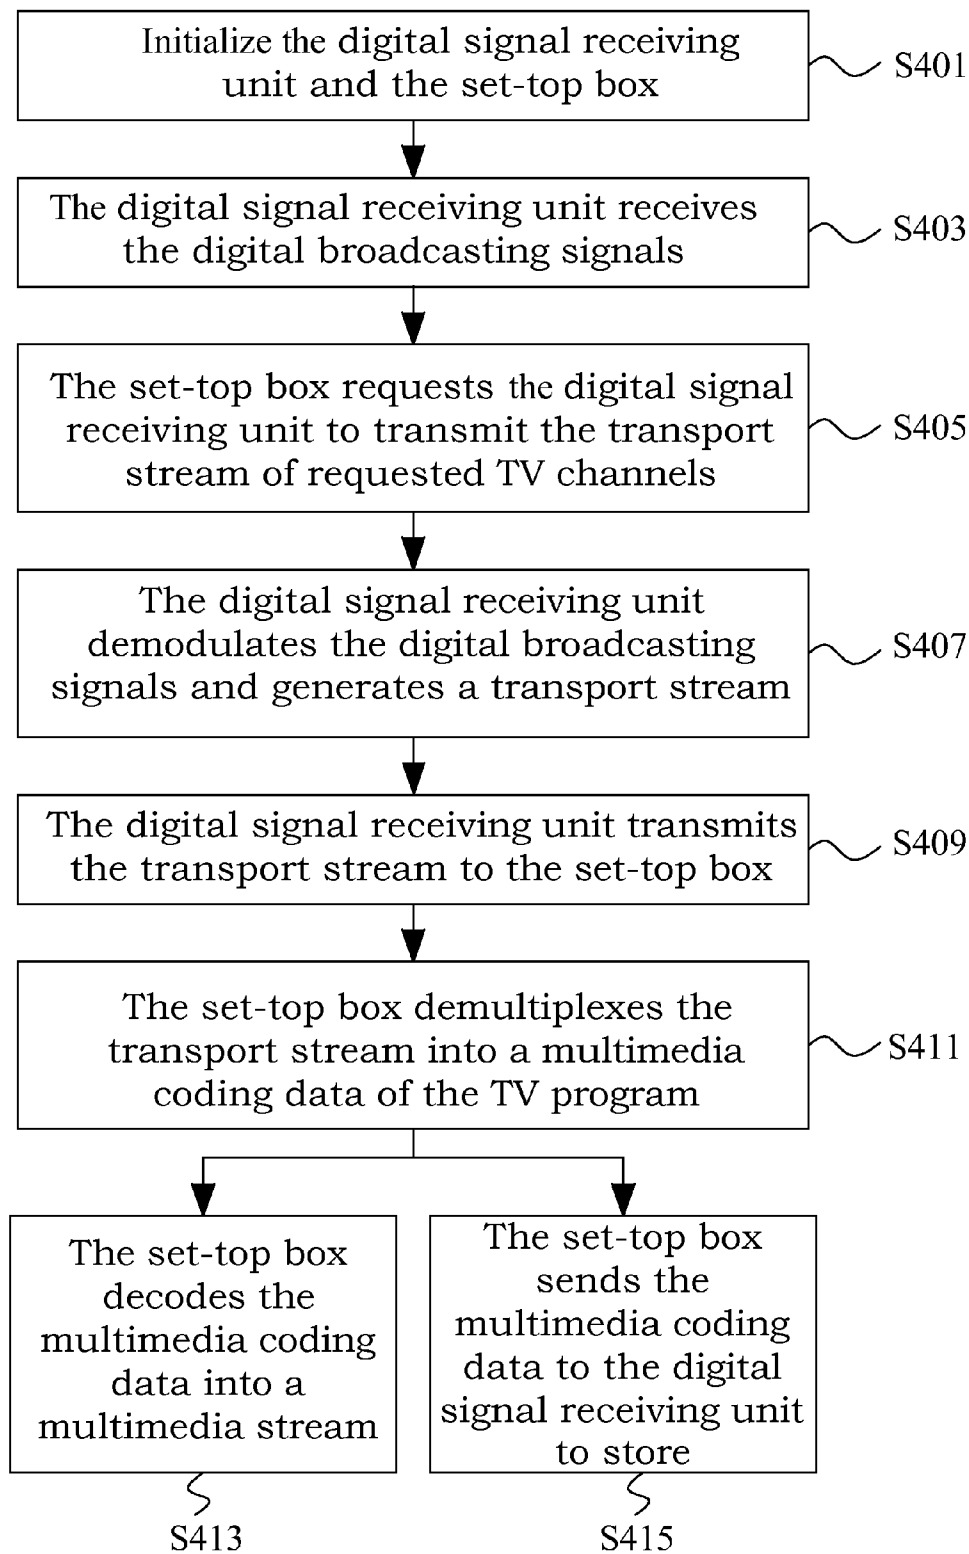 Initialize the digital signal receiving
unit and the set-top box
S401
The digital signal receiving unit receives
the digital broadcasting signals
S403
The set-top box requests the digital signal
receiving unit to transmit the transport
stream of requested TV channels
S405
The digital signal receiving unit
demodulates the digital broadcasting
signals and generates a transport stream
S407
The digital signal receiving unit transmits
the transport stream to the set-top box
S409
The set-top box demultiplexes the
transport stream into a multimedia
coding data of the TV program
S411
The set-top box
decodes the
multimedia coding
data into a
multimedia stream
S413
The set-top box
sends the
multimedia coding
data to the digital
signal receiving unit
to store
S415